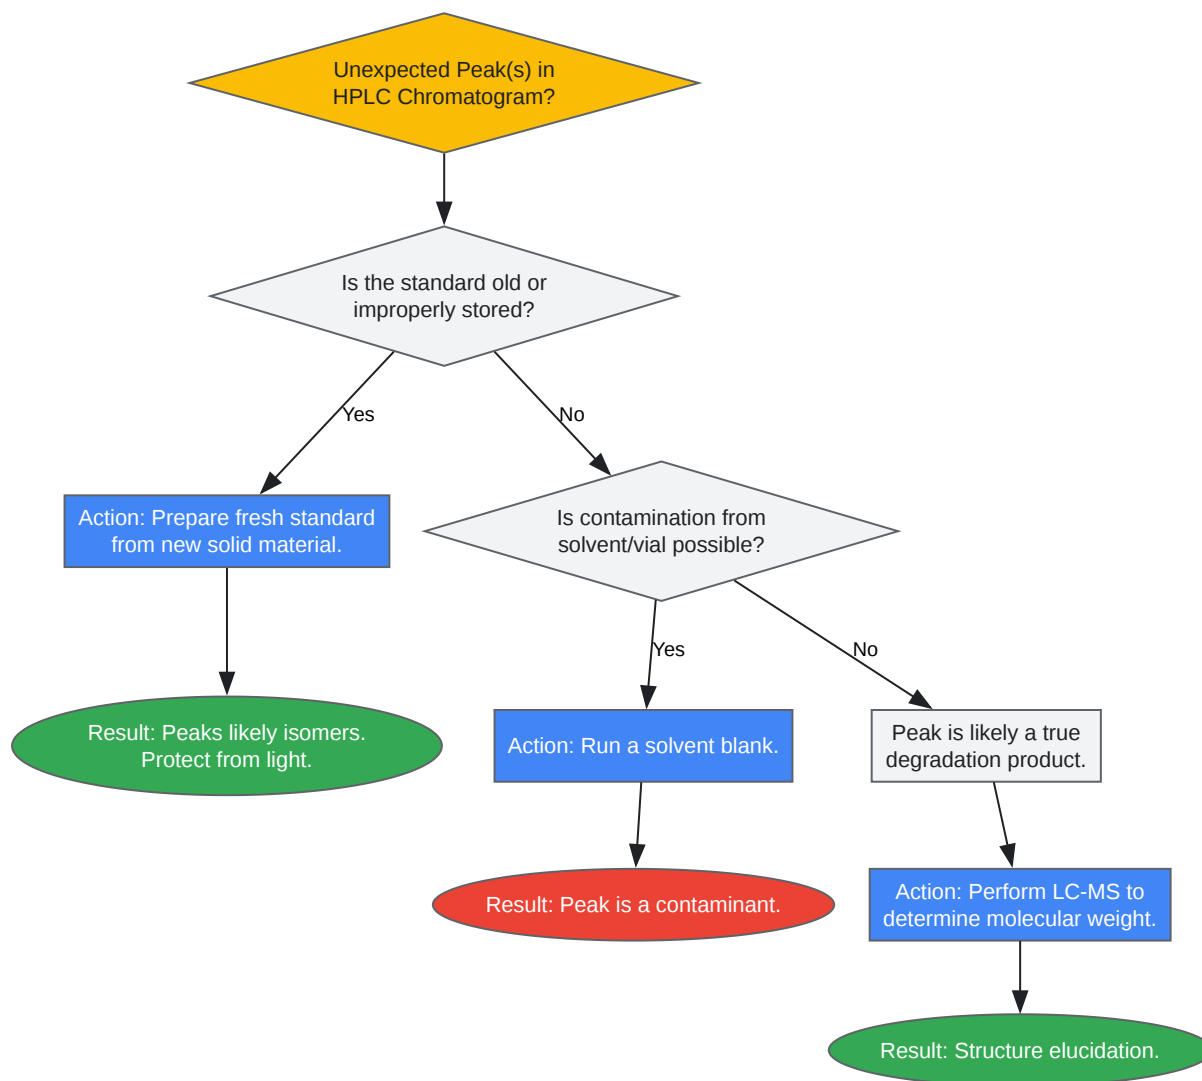 Unexpected Peak(s) in
HPLC Chromatogram?
Is the standard old or
improperly stored?
Yes
No
Action: Prepare fresh standard
from new solid material.
Is contamination from
solvent/vial possible?
Yes
No
Result: Peaks likely isomers.
Protect from light.
Action: Run a solvent blank.
Peak is likely a true
degradation product.
Result: Peak is a contaminant.
Action: Perform LC-MS to
determine molecular weight.
Result: Structure elucidation.